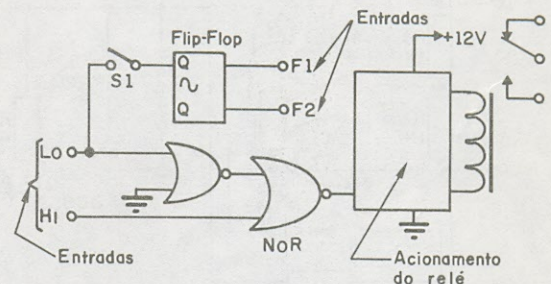 Entradas
Flip-Flop
+12V
Q
F1
S1
Q
F2
LO
HI
NOR
Entradas
Acionamento
do relé